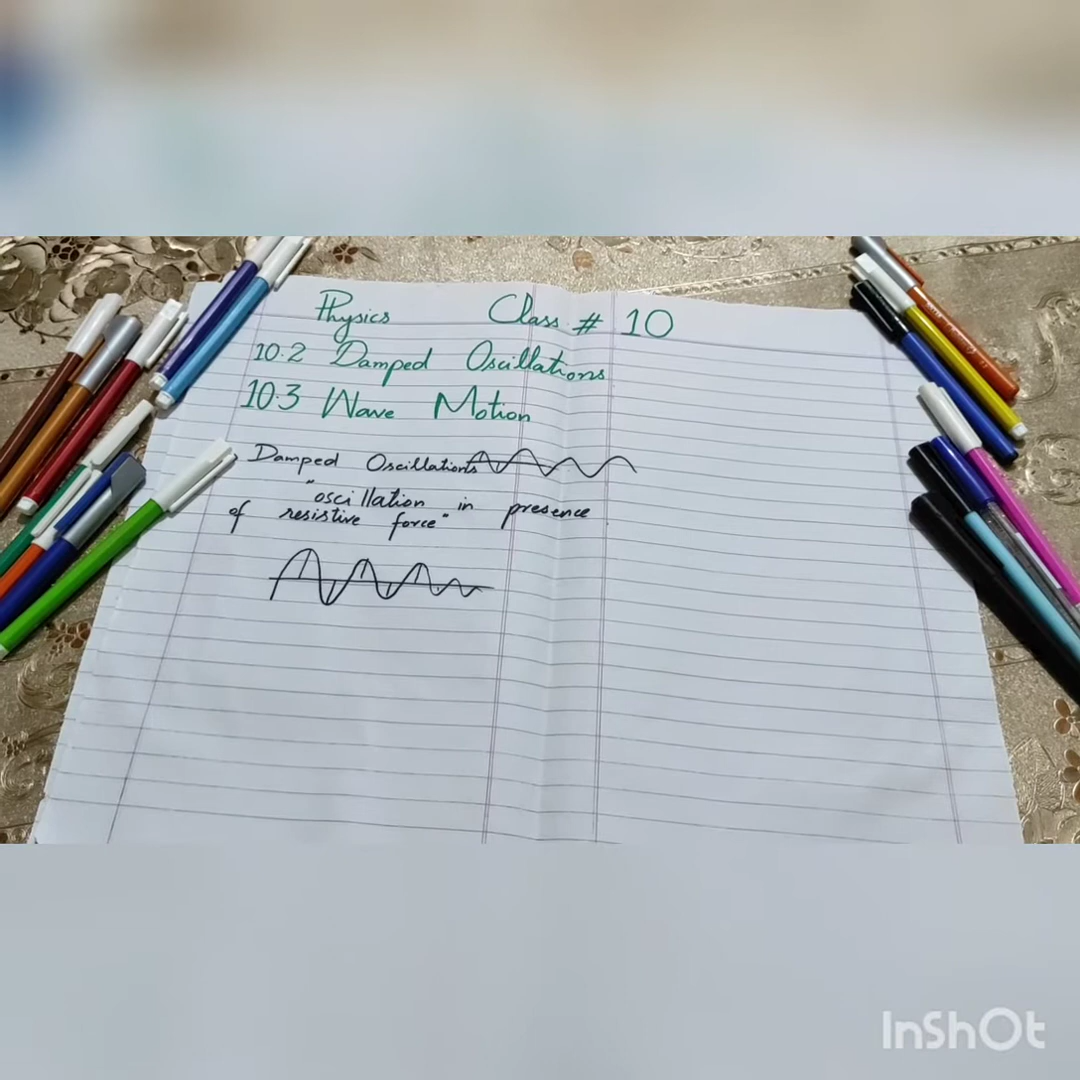 Physics Class # 10
10.2 Damped Oscillations
10.3 Wave Motion
Damped Oscillations
"oscillation in presence
of resistive force"
InShOt